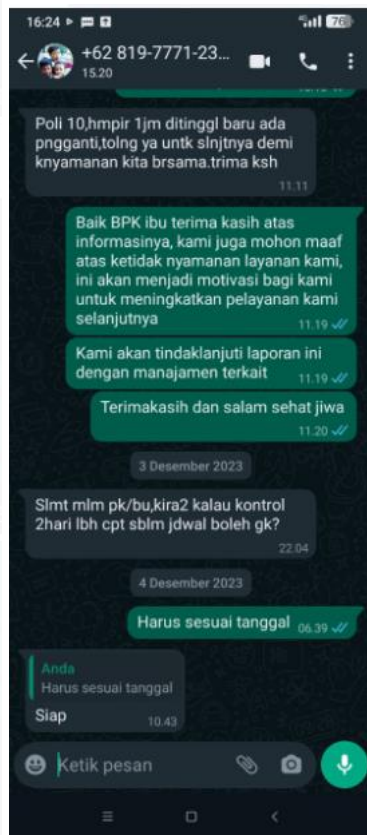 16:24
76
+62 819-7771-23...
15.20
Poli 10,hmpir 1jm ditinggl baru ada
pngganti,tolng ya untk slnjtnya demi
knyamanan kita brsama.trima ksh
11.11
Baik BPK ibu terima kasih atas
informasinya, kami juga mohon maaf
atas ketidak nyamanan layanan kami,
ini akan menjadi motivasi bagi kami
untuk meningkatkan pelayanan kami
selanjutnya
11.19
Kami akan tindaklanjuti laporan ini
dengan manajamen terkait
11.19
Terimakasih dan salam sehat jiwa
11.20
3 Desember 2023
Slmt mlm pk/bu,kira2 kalau kontrol
2hari lbh cpt sblm jdwal boleh gk?
22.04
4 Desember 2023
Harus sesuai tanggal
06.39
Anda
Harus sesuai tanggal
Siap
10.43
Ketik pesan